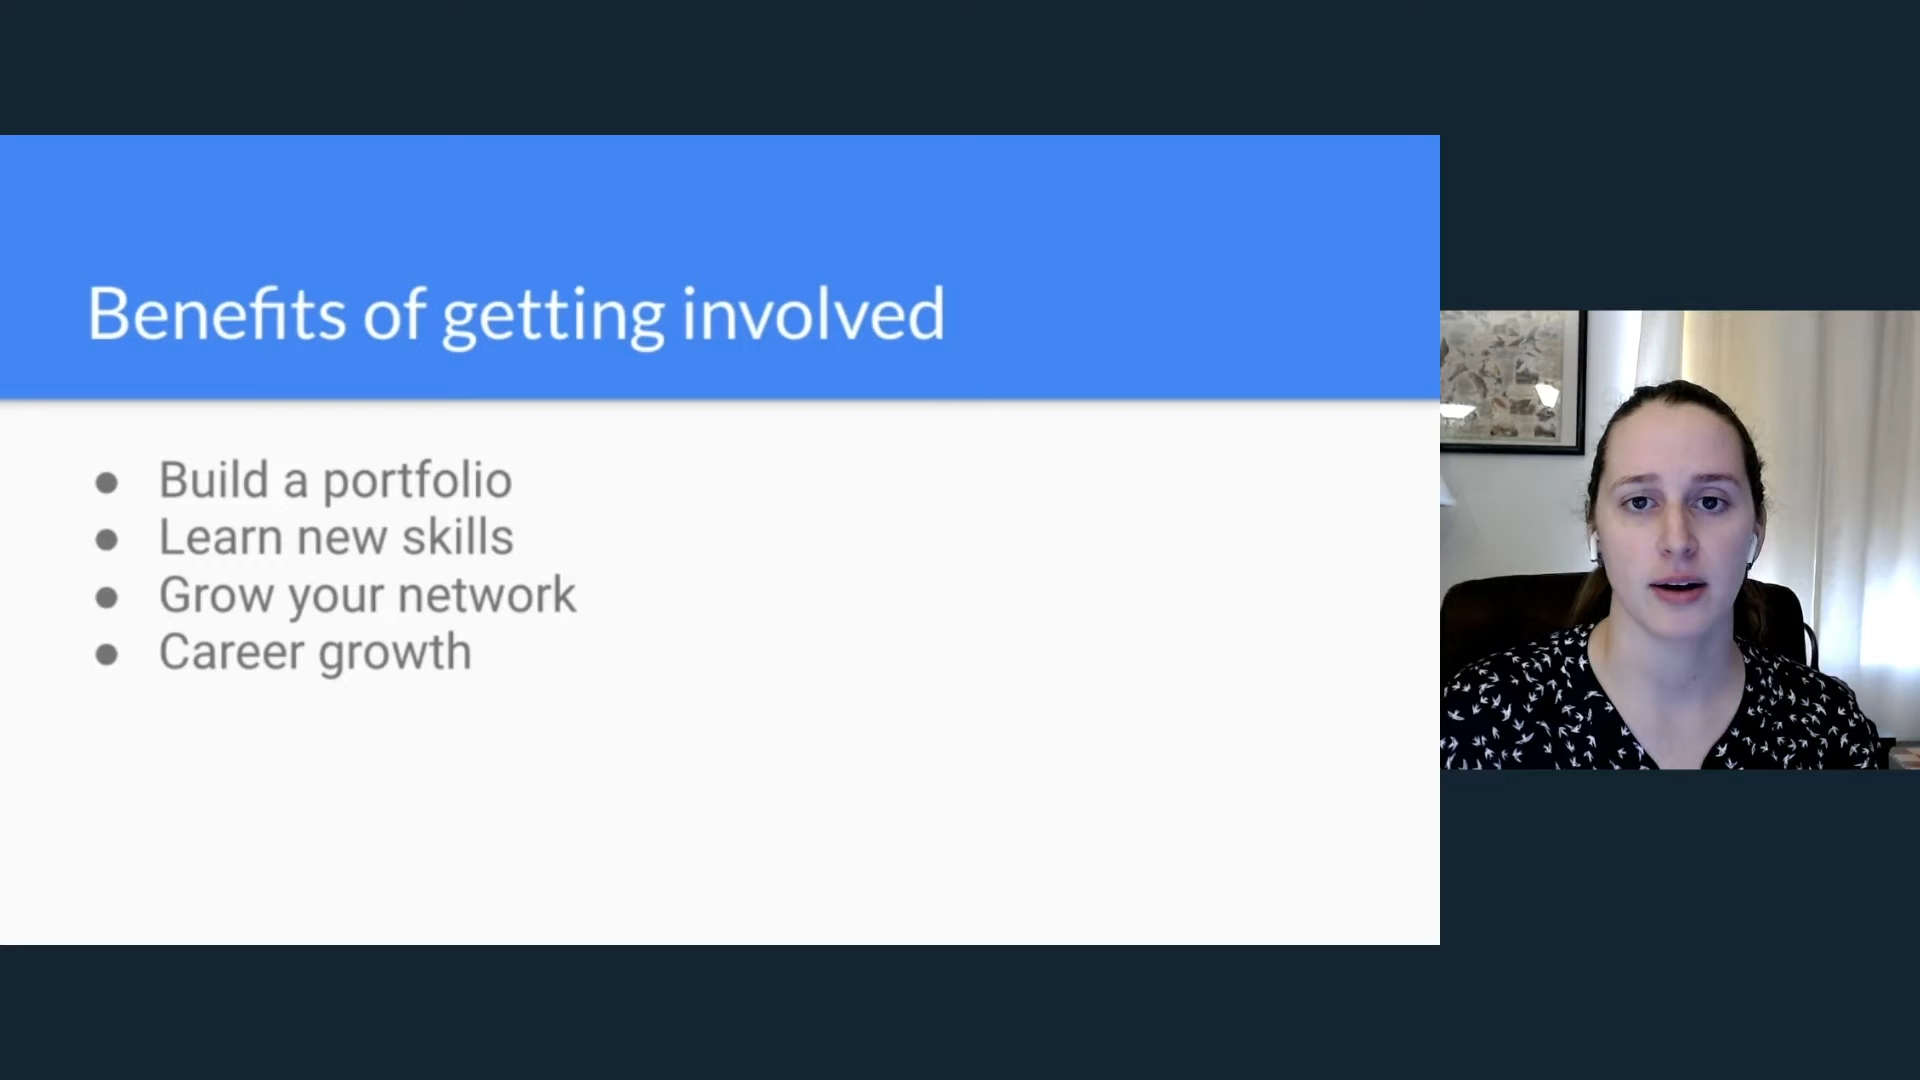 Benefits of getting involved
● Build a portfolio
● Learn new skills
● Grow your network
● Career growth